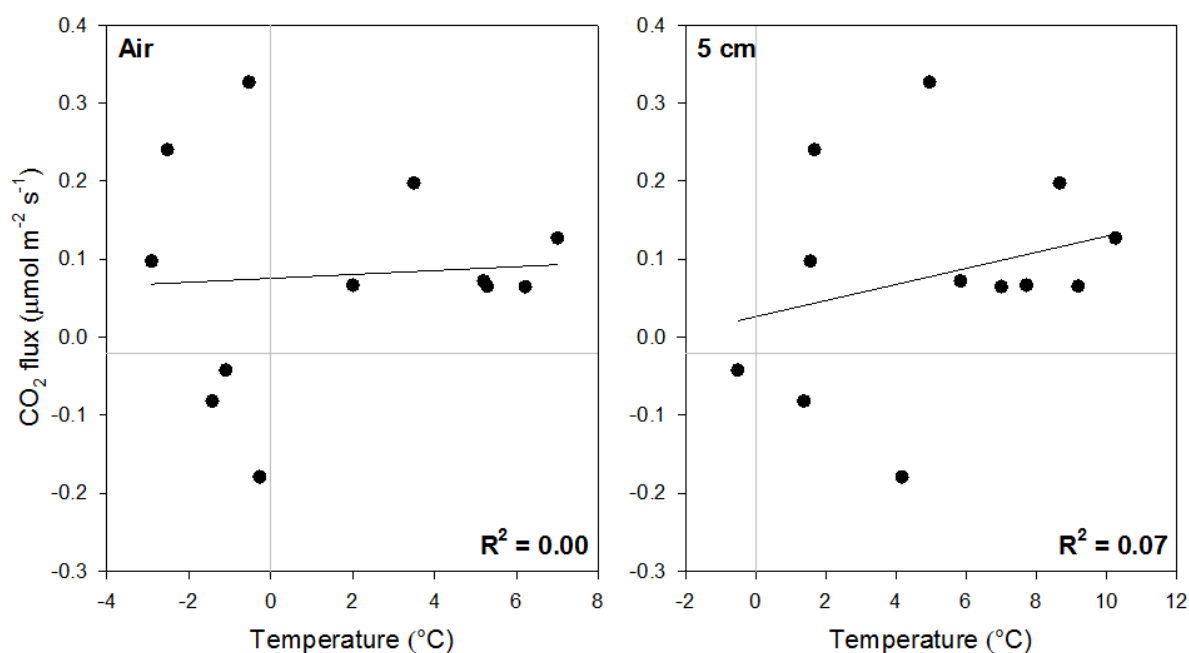 Air
5 cm
CO₂ flux (µmol m⁻² s⁻¹)
0.4
0.3
0.2
0.1
0.0
-0.1
-0.2
-0.3
R² = 0.00
-4 -2 0 2 4 6 8
Temperature (°C)
0.4
0.3
0.2
0.1
0.0
-0.1
-0.2
-0.3
R² = 0.07
-2 0 2 4 6 8 10 12
Temperature (°C)